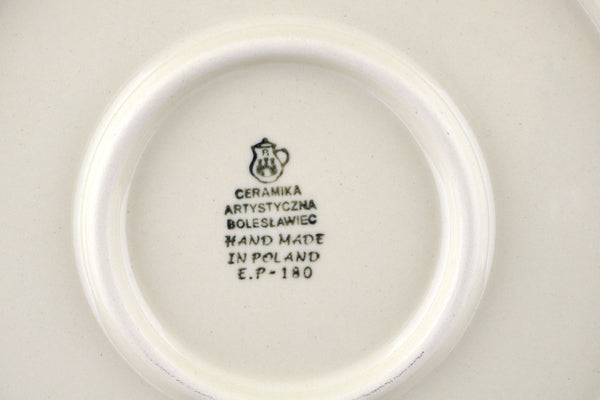 B
CERAMIKA
ARTYSTYCZNA
BOLESŁAWIEC
HAND MADE
IN POLAND
E.P-180